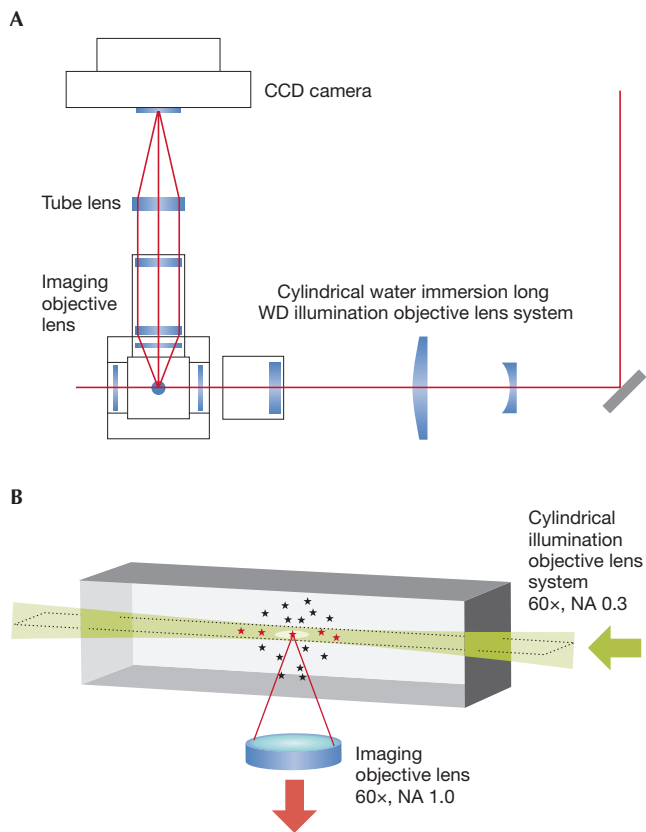 A
CCD camera
Tube lens
Imaging
objective
lens
Cylindrical water immersion long
WD illumination objective lens system
B
Cylindrical
illumination
objective lens
system
60×, NA 0.3
Imaging
objective lens
60×, NA 1.0